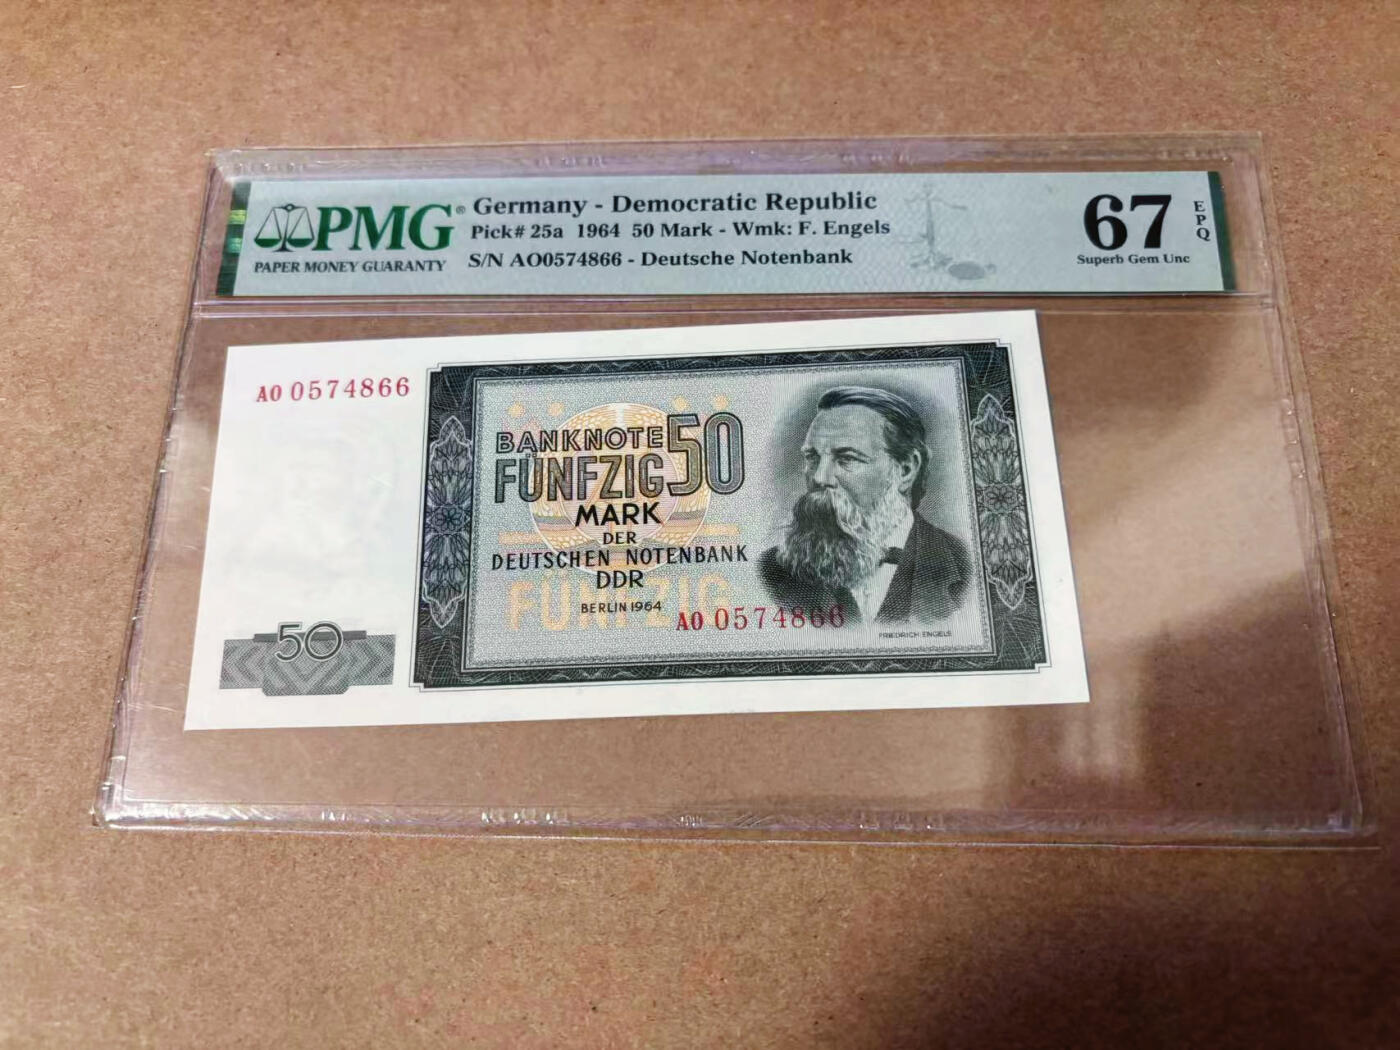 PMG®
PAPER MONEY GUARANTY
Germany - Democratic Republic
Pick# 25a 1964 50 Mark - Wmk: F. Engels
S/N AO0574866 - Deutsche Notenbank
67
EPQ
Superb Gem Unc
AO 0574866
BANKNOTE 50
FÜNFZIG
MARK
DER
DEUTSCHEN NOTENBANK
DDR
BERLIN 1964
FÜNFZIG
AO 0574866
FRIEDRICH ENGELS
50